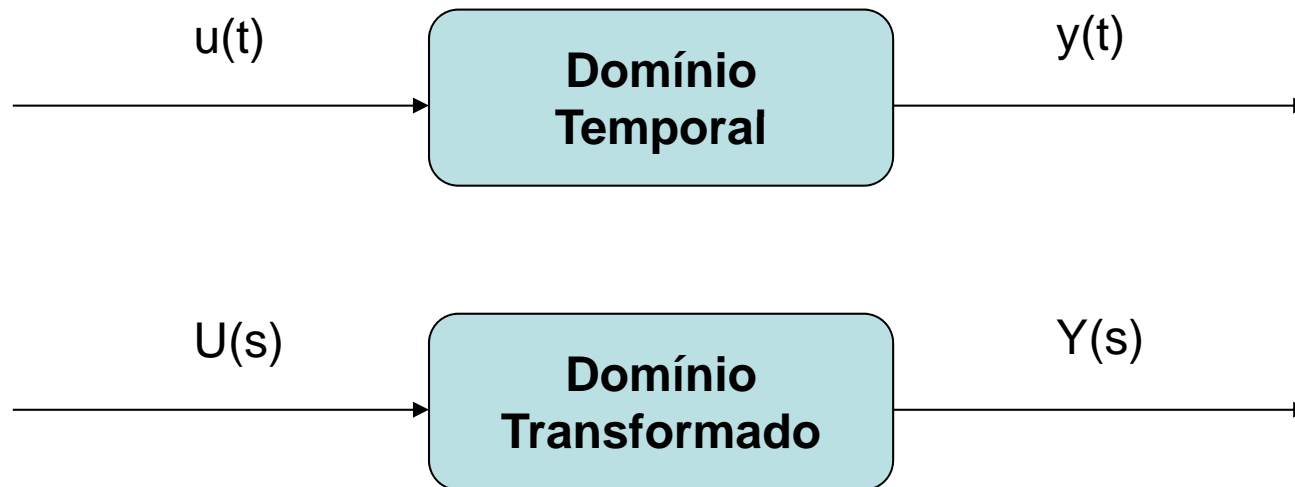 u(t)
Domínio
Temporal
y(t)
U(s)
Domínio
Transformado
Y(s)